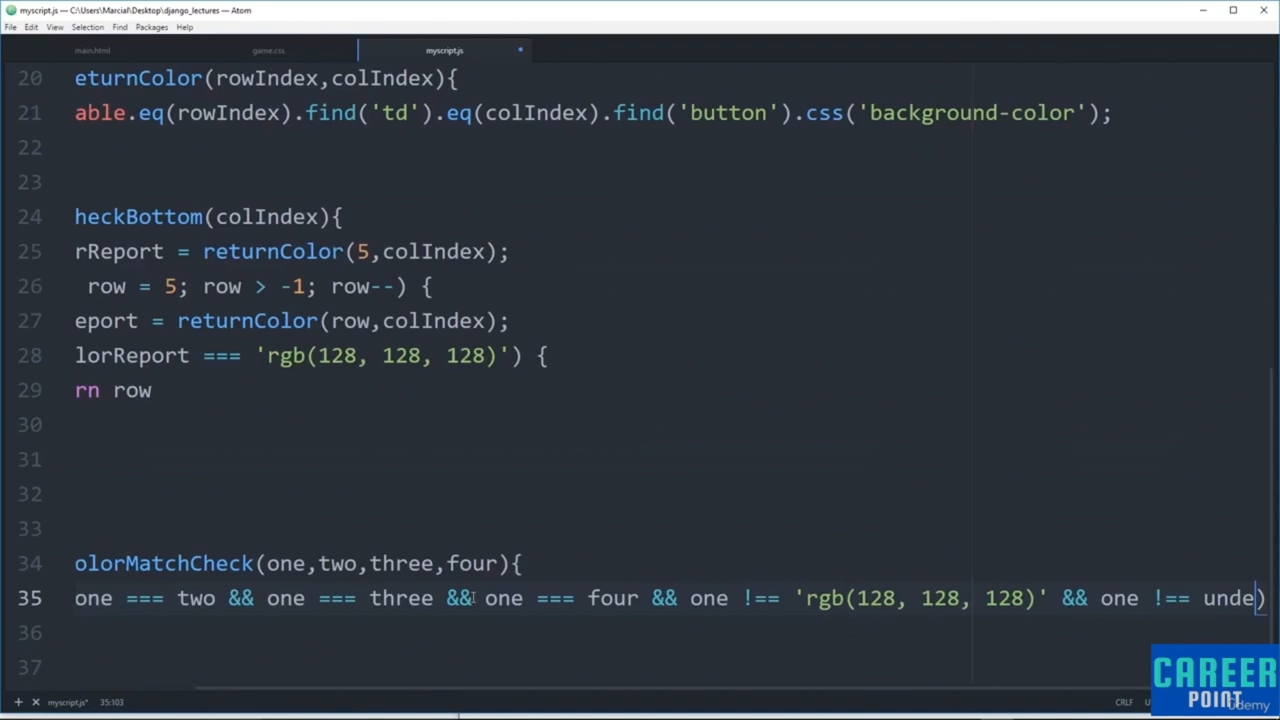 myscript.js — C:\Users\Marcial\Desktop\django_lectures — Atom
File Edit View Selection Find Packages Help
main.html game.css myscript.js
20 eturnColor(rowIndex,colIndex){
21 able.eq(rowIndex).find('td').eq(colIndex).find('button').css('background-color');
22
23
24 heckBottom(colIndex){
25 rReport = returnColor(5,colIndex);
26 row = 5; row > -1; row--) {
27 eport = returnColor(row,colIndex);
28 lorReport === 'rgb(128, 128, 128)') {
29 rn row
30
31
32
33
34 olorMatchCheck(one,two,three,four){
35 one === two && one === three && one === four && one !== 'rgb(128, 128, 128)' && one !== unde)
36
37
CAREER
POINT
Udemy
+ × myscript.js* 35:103 CRLF